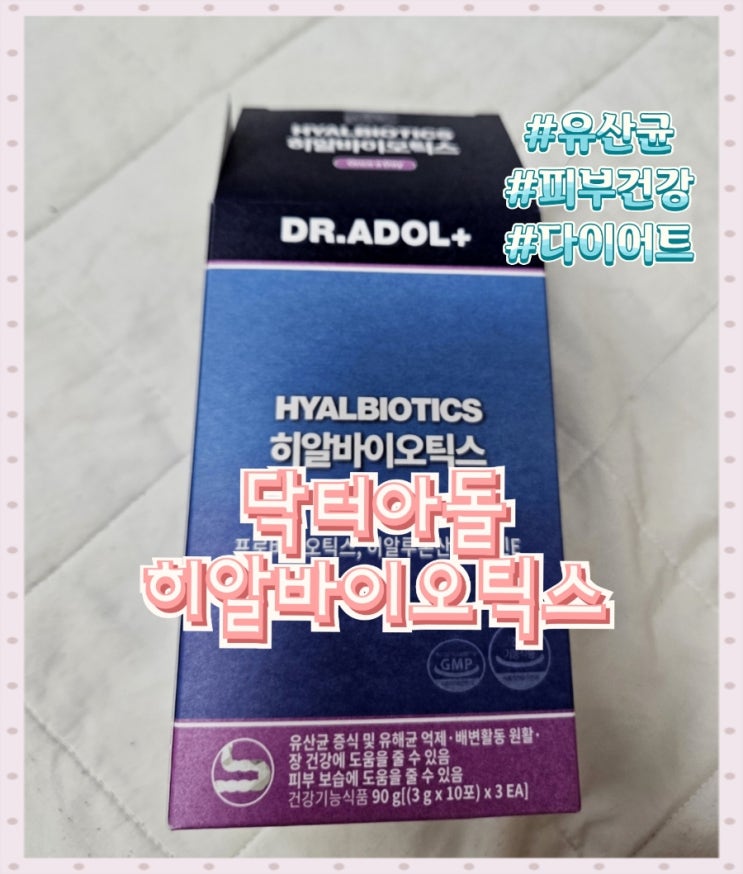 HYALBIOTICS
히알바이오틱스
#유산균
#피부건강
#다이어트
DR.ADOL+
HYALBIOTICS
히알바이오틱스
닥터아돌
히알바이오틱스
GMP
유산균 증식 및 유해균 억제·배변활동 원활·
장 건강에 도움을 줄 수 있음
피부 보습에 도움을 줄 수 있음
건강기능식품 90 g[(3 g x 10포) x 3 EA]